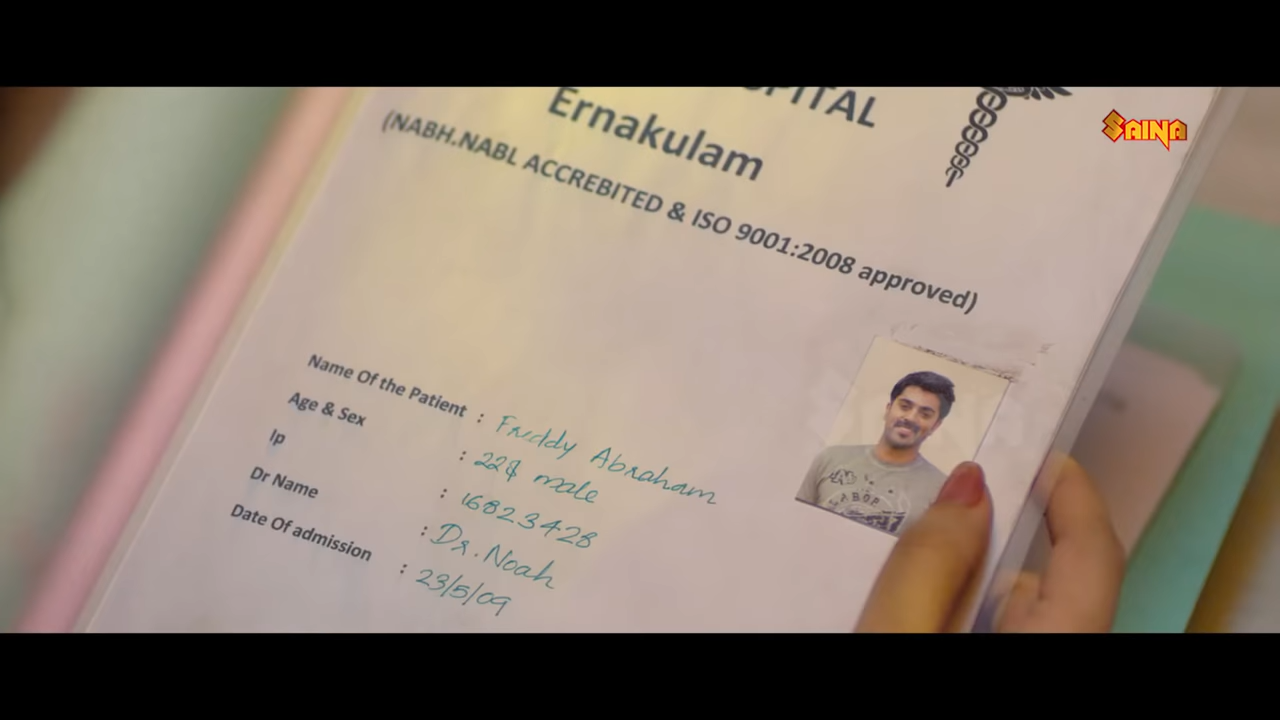 SPITAL
Ernakulam
SAINA
(NABH.NABL ACCREBITED & ISO 9001:2008 approved)
Name Of the Patient : Freddy Abraham
Age & Sex : 22& male
Ip : 16823428
Dr Name : Dr. Noah
Date Of admission : 23/5/09